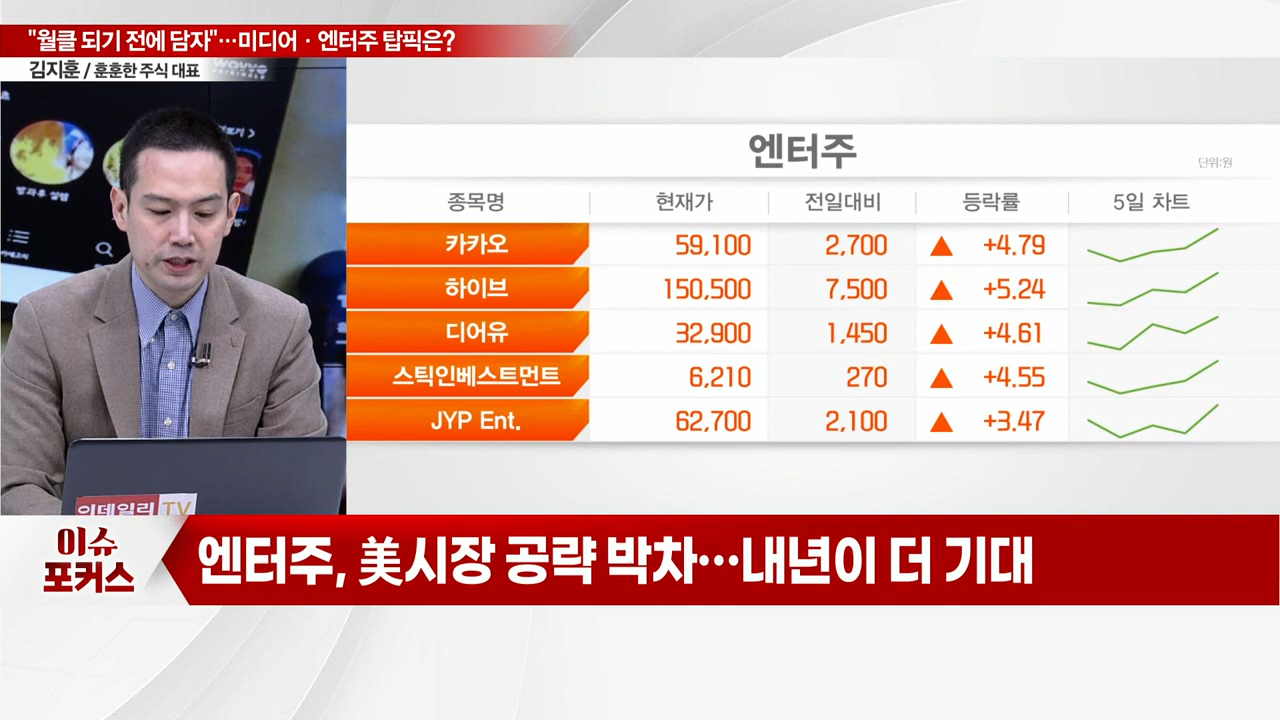 "월클 되기 전에 담자"…미디어·엔터주 탑픽은?
김지훈 / 훈훈한 주식 대표
wavve
엔터주
단위:원
종목명 현재가 전일대비 등락률 5일 차트
카카오 59,100 2,700 ▲ +4.79
하이브 150,500 7,500 ▲ +5.24
디어유 32,900 1,450 ▲ +4.61
스틱인베스트먼트 6,210 270 ▲ +4.55
JYP Ent. 62,700 2,100 ▲ +3.47
이데일리TV
이슈
포커스
엔터주, 美시장 공략 박차…내년이 더 기대